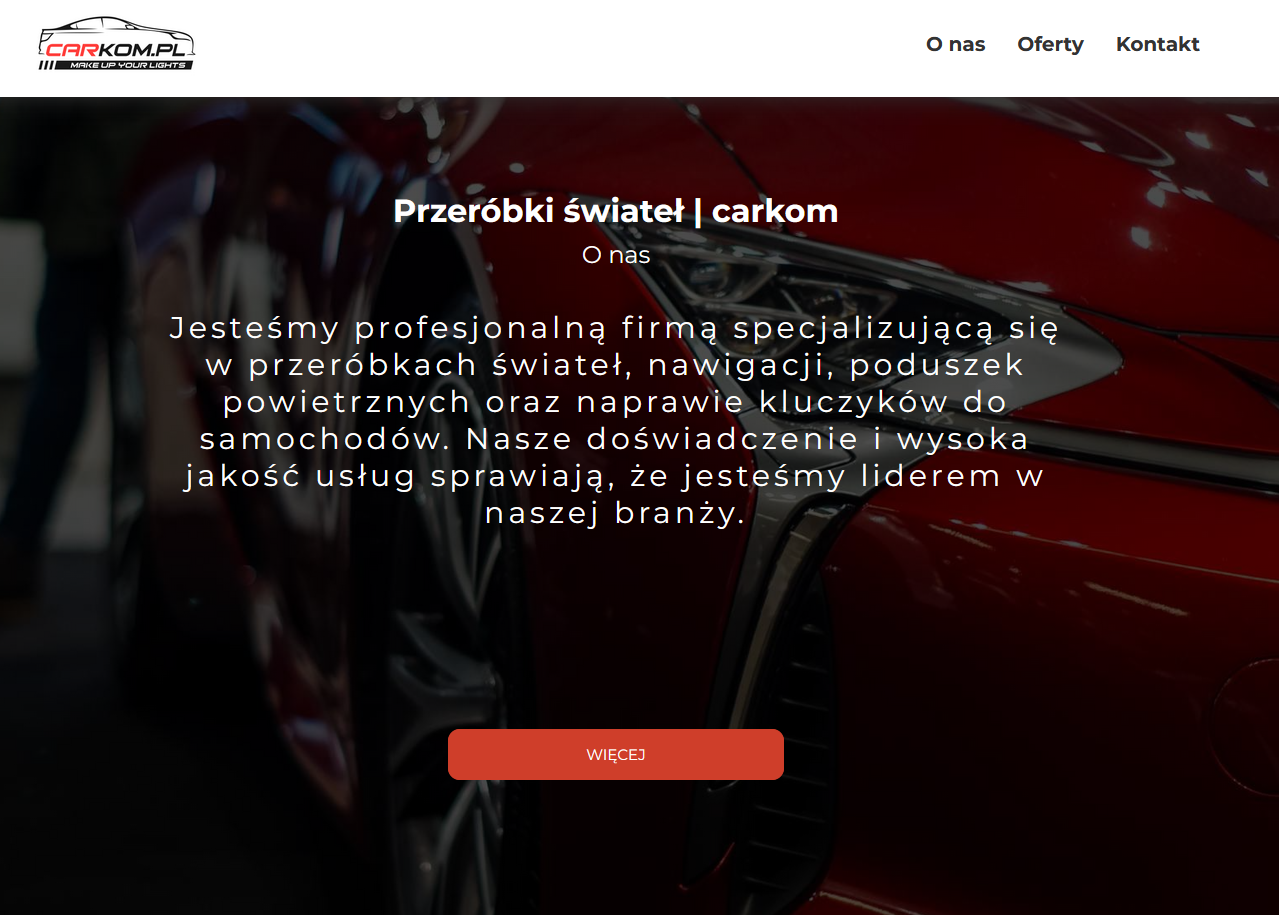 CARKOM.PL
MAKE UP YOUR LIGHTS
O nas Oferty Kontakt
Przeróbki świateł | carkom
O nas
Jesteśmy profesjonalną firmą specjalizującą się
w przeróbkach świateł, nawigacji, poduszek
powietrznych oraz naprawie kluczyków do
samochodów. Nasze doświadczenie i wysoka
jakość usług sprawiają, że jesteśmy liderem w
naszej branży.
WIĘCEJ